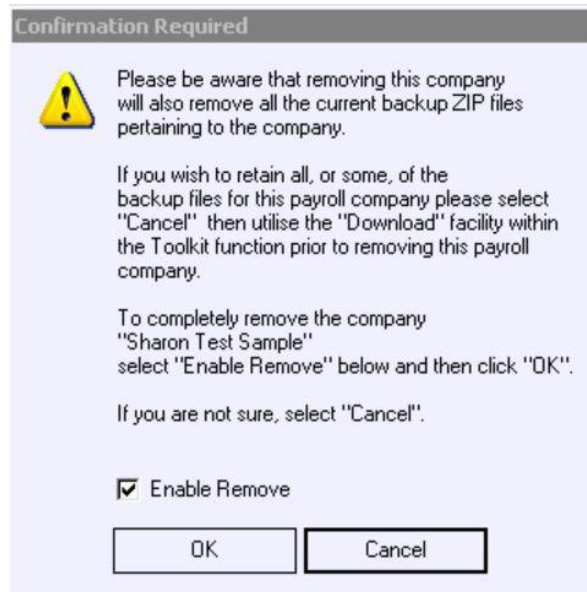 Confirmation Required
Please be aware that removing this company
will also remove all the current backup ZIP files
pertaining to the company.
If you wish to retain all, or some, of the
backup files for this payroll company please select
"Cancel" then utilise the "Download" facility within
the Toolkit function prior to removing this payroll
company.
To completely remove the company
"Sharon Test Sample"
select "Enable Remove" below and then click "OK".
If you are not sure, select "Cancel".
Enable Remove
OK
Cancel